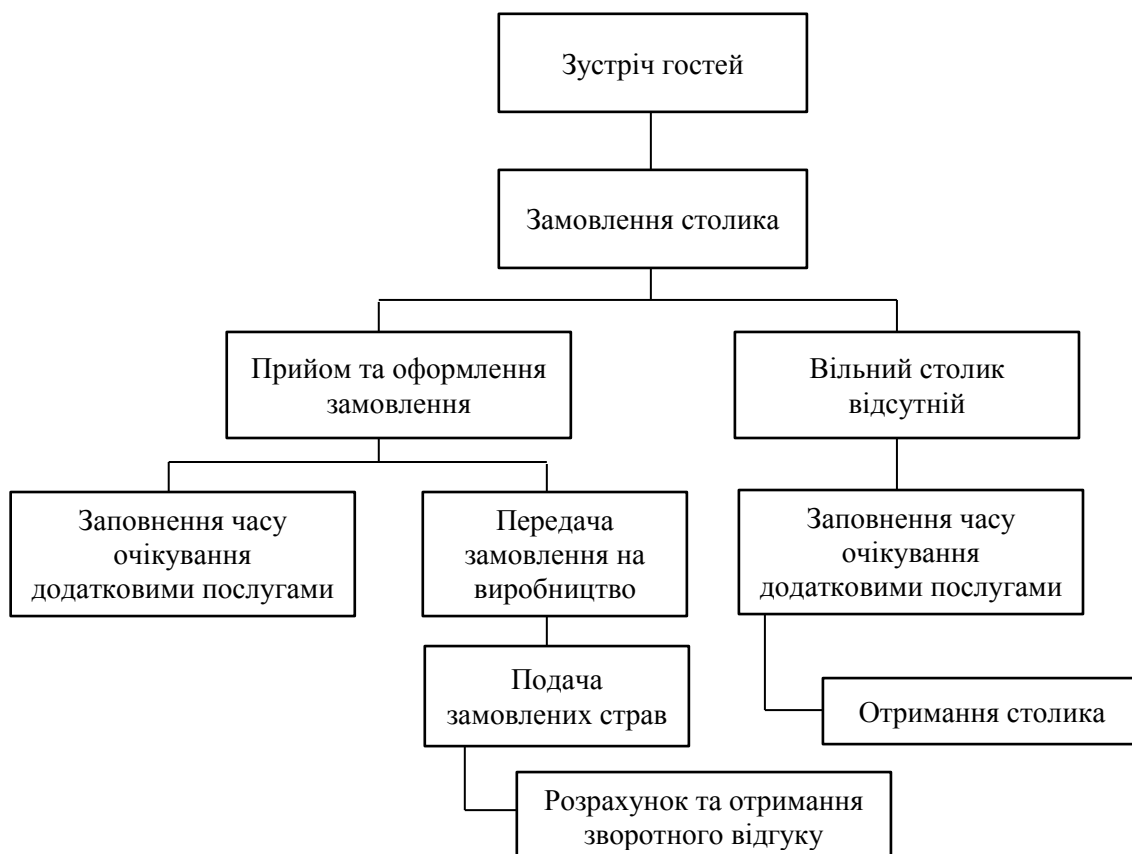 Зустріч гостей
Замовлення столика
Прийом та оформлення
замовлення
Вільний столик
відсутній
Заповнення часу
очікування
додатковими послугами
Передача
замовлення на
виробництво
Заповнення часу
очікування
додатковими послугами
Подача
замовлених страв
Отримання столика
Розрахунок та отримання
зворотного відгуку